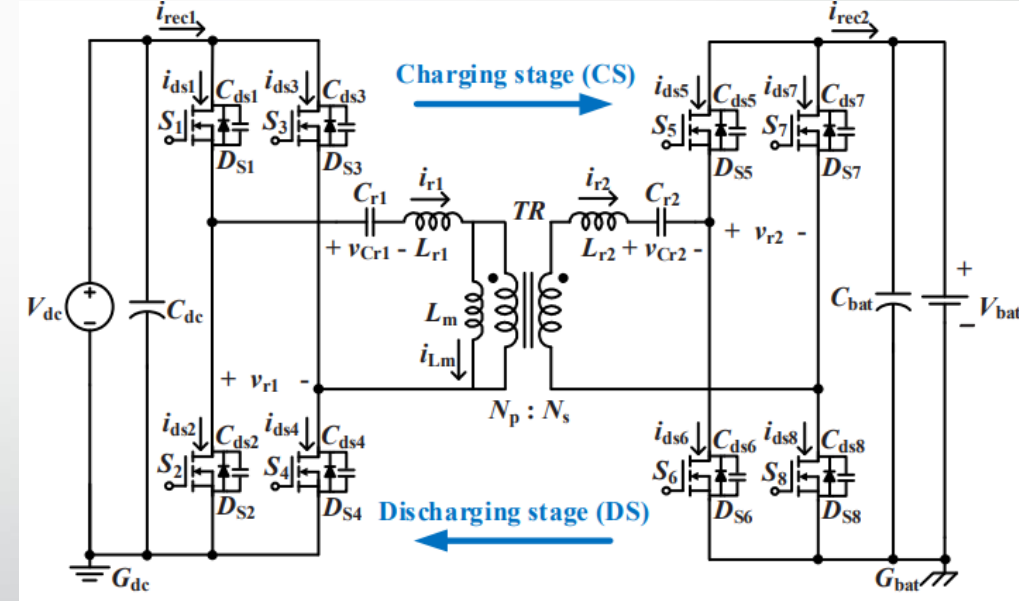 irec1
irec2
Charging stage (CS)
ids1 Cds1 ids3 Cds3
ids5 Cds5 ids7 Cds7
S1 S3
S5 S7
DS1 DS3
DS5 DS7
Cr1 ir1 TR ir2 Cr2
+ vCr1 - Lr1
Lr2 + vCr2 -
+ vr2 -
Vdc + - Cdc
Lm
Cbat + - Vbat
iLm
+ vr1 -
Np : Ns
ids2 Cds2 ids4 Cds4
ids6 Cds6 ids8 Cds8
S2 S4
S6 S8
DS2 DS4
Discharging stage (DS)
DS6 DS8
Gdc
Gbat